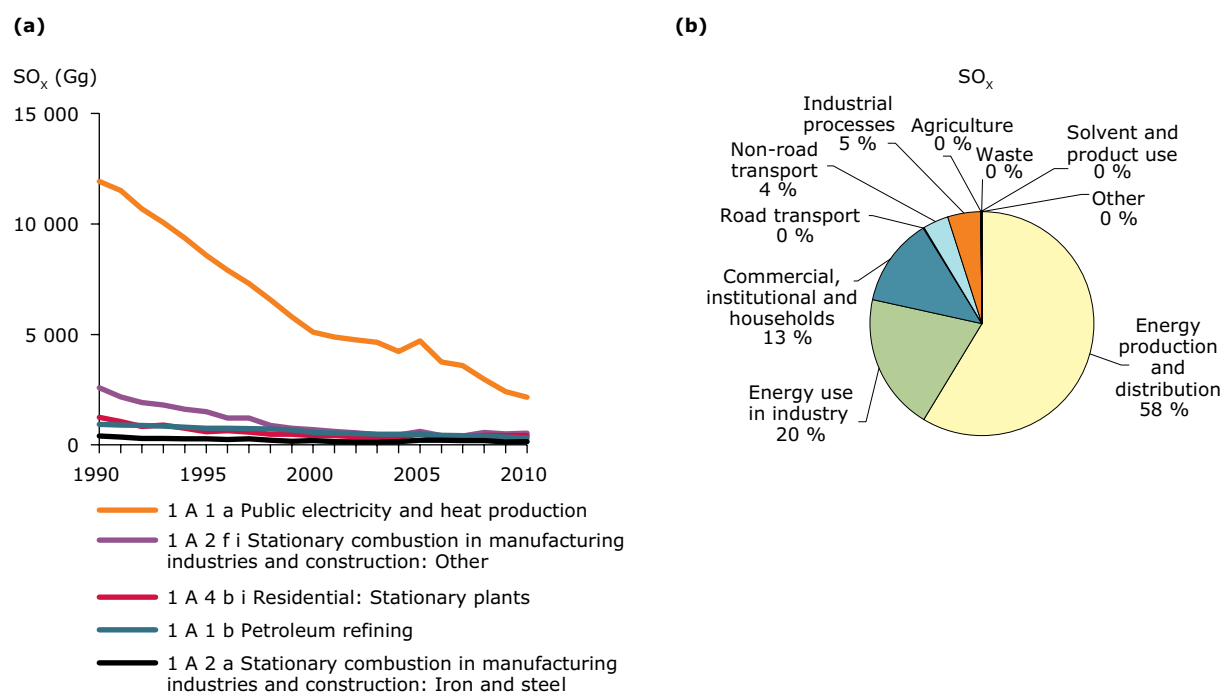 (a)
SOx (Gg)
15 000
10 000
5 000
0
1990
1995
2000
2005
2010
1 A 1 a Public electricity and heat production
1 A 2 f i Stationary combustion in manufacturing
industries and construction: Other
1 A 4 b i Residential: Stationary plants
1 A 1 b Petroleum refining
1 A 2 a Stationary combustion in manufacturing
industries and construction: Iron and steel
(b)
SOx
Industrial
processes
5 %
Agriculture
0 %
Waste
0 %
Solvent and
product use
0 %
Other
0 %
Non-road
transport
4 %
Road transport
0 %
Commercial,
institutional and
households
13 %
Energy use
in industry
20 %
Energy
production
and
distribution
58 %